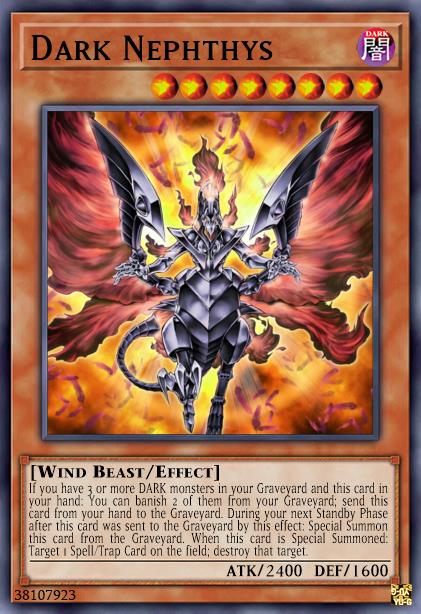 Dark Nephthys
DARK
闇
[Wind Beast/Effect]
If you have 3 or more DARK monsters in your Graveyard and this card in
your hand: You can banish 2 of them from your Graveyard; send this
card from your hand to the Graveyard. During your next Standby Phase
after this card was sent to the Graveyard by this effect: Special Summon
this card from the Graveyard. When this card is Special Summoned:
Target 1 Spell/Trap Card on the field; destroy that target.
ATK/2400 DEF/1600
38107923